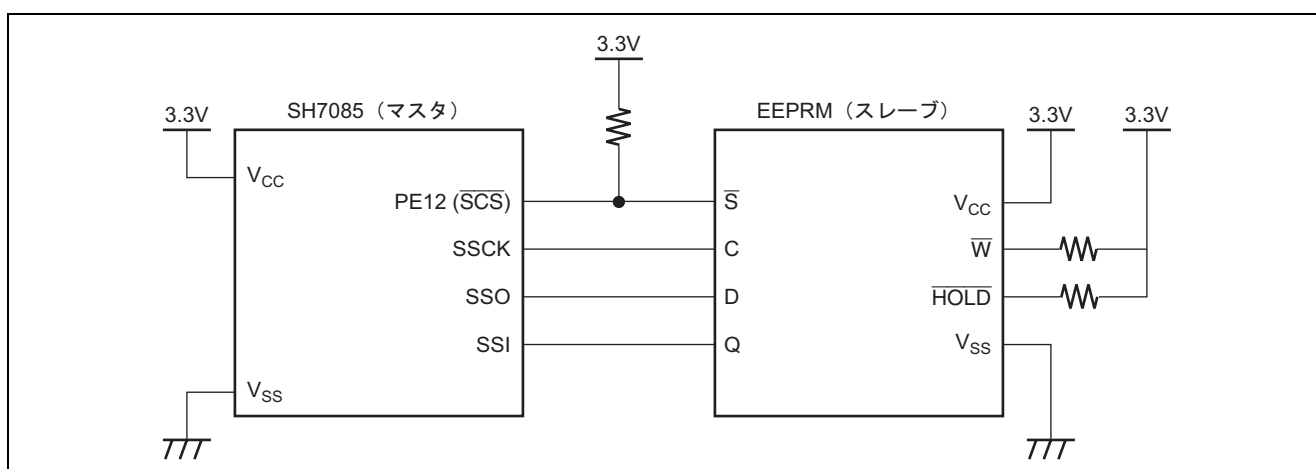 3.3V
SH7085（マスタ）
EEPRM（スレーブ）
3.3V
3.3V
3.3V
VCC
PE12 (SCS)
S
VCC
SSCK
C
W
SSO
D
HOLD
SSI
Q
VSS
VSS